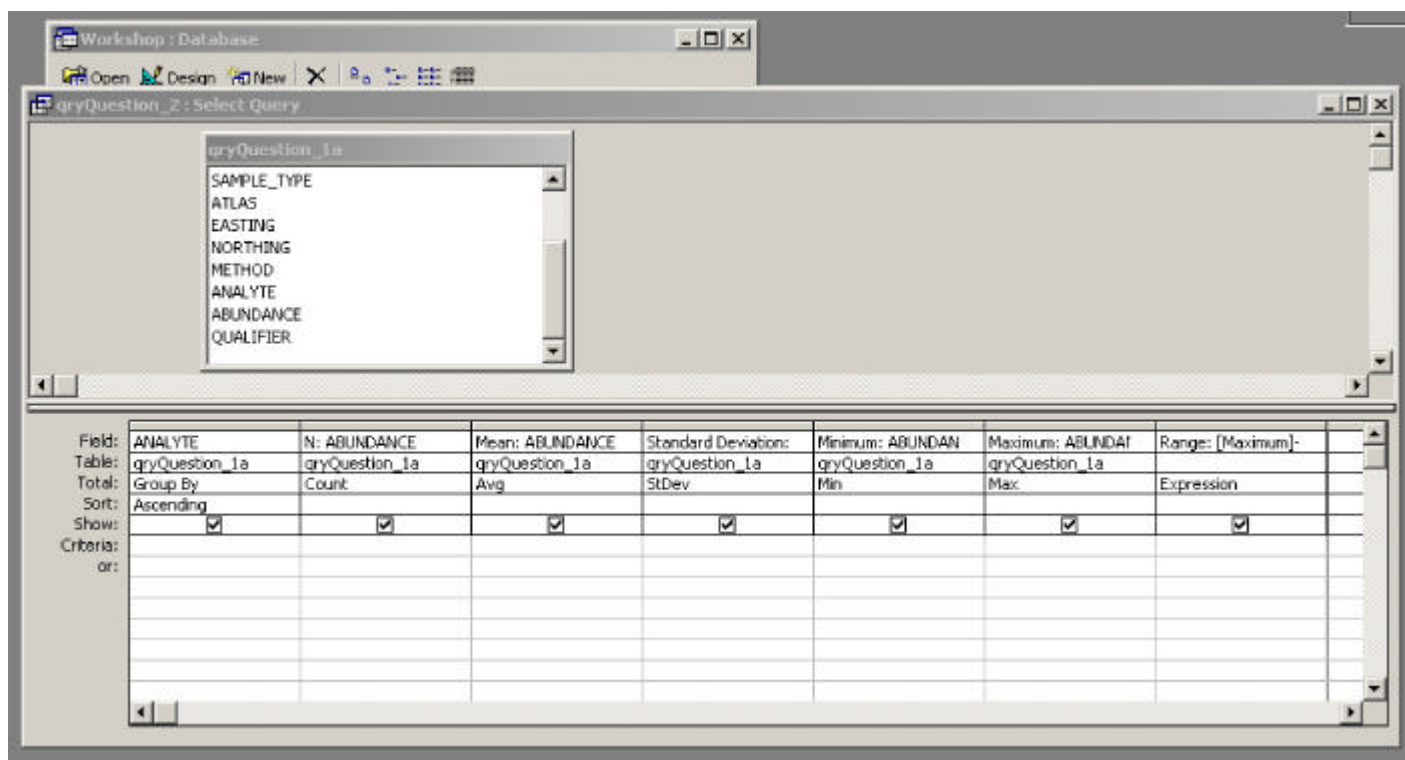 Workshop : Database
Open Design New
qryQuestion_2 : Select Query
qryQuestion_1a
SAMPLE_TYPE
ATLAS
EASTING
NORTHING
METHOD
ANALYTE
ABUNDANCE
QUALIFIER
Field: ANALYTE N: ABUNDANCE Mean: ABUNDANCE Standard Deviation: Minimum: ABUNDAN Maximum: ABUNDAN Range: [Maximum]-
Table: qryQuestion_1a qryQuestion_1a qryQuestion_1a qryQuestion_1a qryQuestion_1a qryQuestion_1a
Total: Group By Count Avg StDev Min Max Expression
Sort: Ascending
Show:
Criteria:
or: